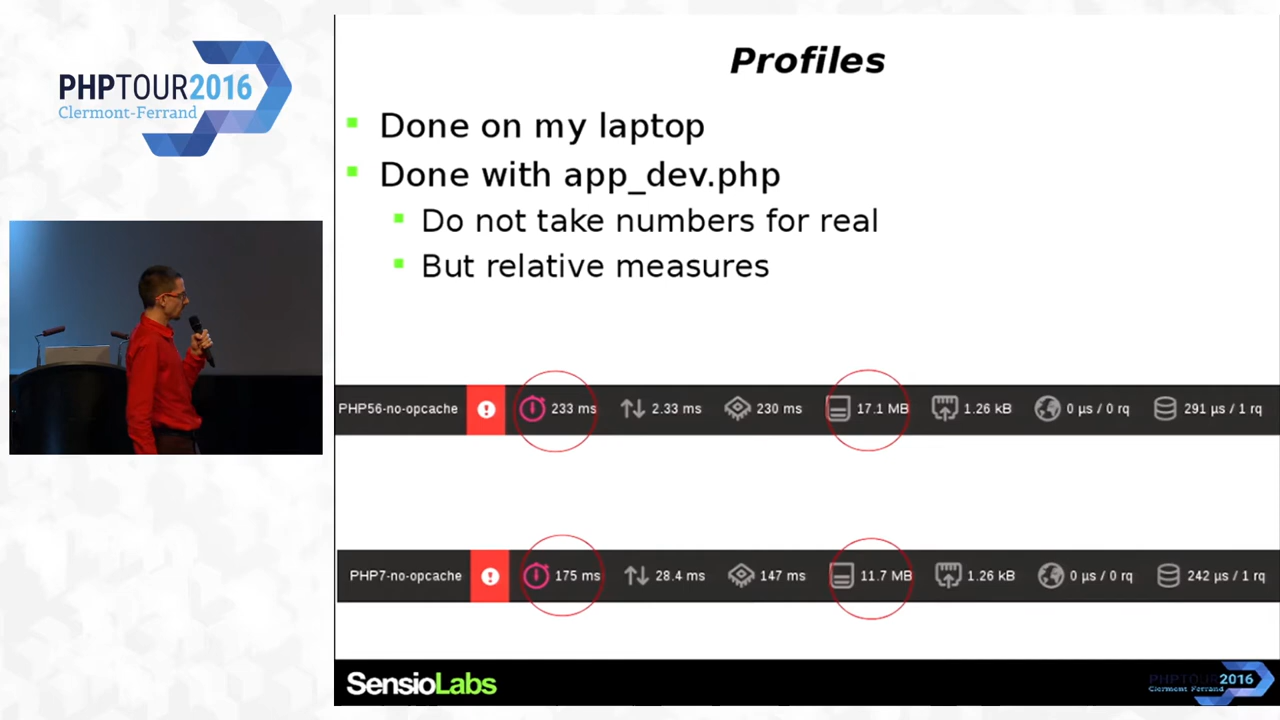 PHPTOUR2016
Clermont-Ferrand
Profiles
Done on my laptop
Done with app_dev.php
Do not take numbers for real
But relative measures
PHP56-no-opcache 233 ms 2.33 ms 230 ms 17.1 MB 1.26 kB 0 µs / 0 rq 291 µs / 1 rq
PHP7-no-opcache 175 ms 28.4 ms 147 ms 11.7 MB 1.26 kB 0 µs / 0 rq 242 µs / 1 rq
SensioLabs
PHPTOUR2016
Clermont-Ferrand